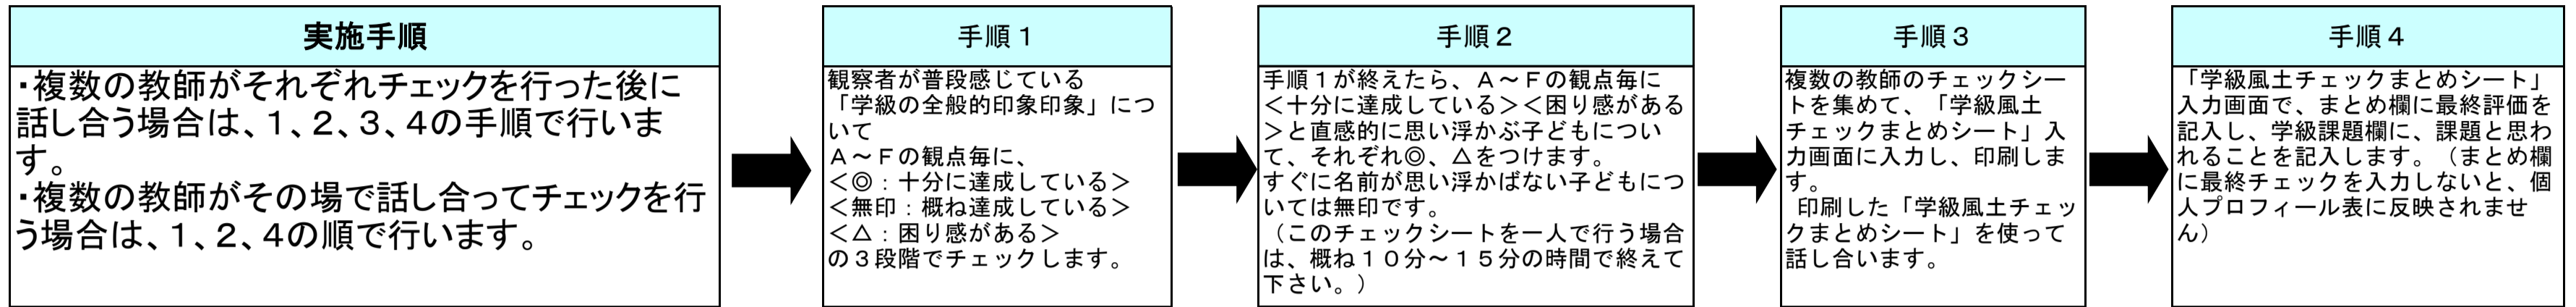 実施手順
・複数の教師がそれぞれチェックを行った後に
話し合う場合は、１、２、３、４の手順で行いま
す。
・複数の教師がその場で話し合ってチェックを行
う場合は、１、２、４の順で行います。
手順１
観察者が普段感じている
「学級の全般的印象印象」につ
いて
Ａ～Ｆの観点毎に、
＜◎：十分に達成している＞
＜無印：概ね達成している＞
＜△：困り感がある＞
の３段階でチェックします。
手順２
手順１が終えたら、Ａ～Ｆの観点毎に
＜十分に達成している＞＜困り感がある
＞と直感的に思い浮かぶ子どもについ
て、それぞれ◎、△をつけます。
すぐに名前が思い浮かばない子どもにつ
いては無印です。
（このチェックシートを一人で行う場合
は、概ね１０分～１５分の時間で終えて
下さい。）
手順３
複数の教師のチェックシー
トを集めて、「学級風土
チェックまとめシート」入
力画面に入力し、印刷しま
す。
印刷した「学級風土チェッ
クまとめシート」を使って
話し合います。
手順４
「学級風土チェックまとめシート」
入力画面で、まとめ欄に最終評価を
記入し、学級課題欄に、課題と思わ
れることを記入します。（まとめ欄
に最終チェックを入力しないと、個
人プロフィール表に反映されませ
ん）